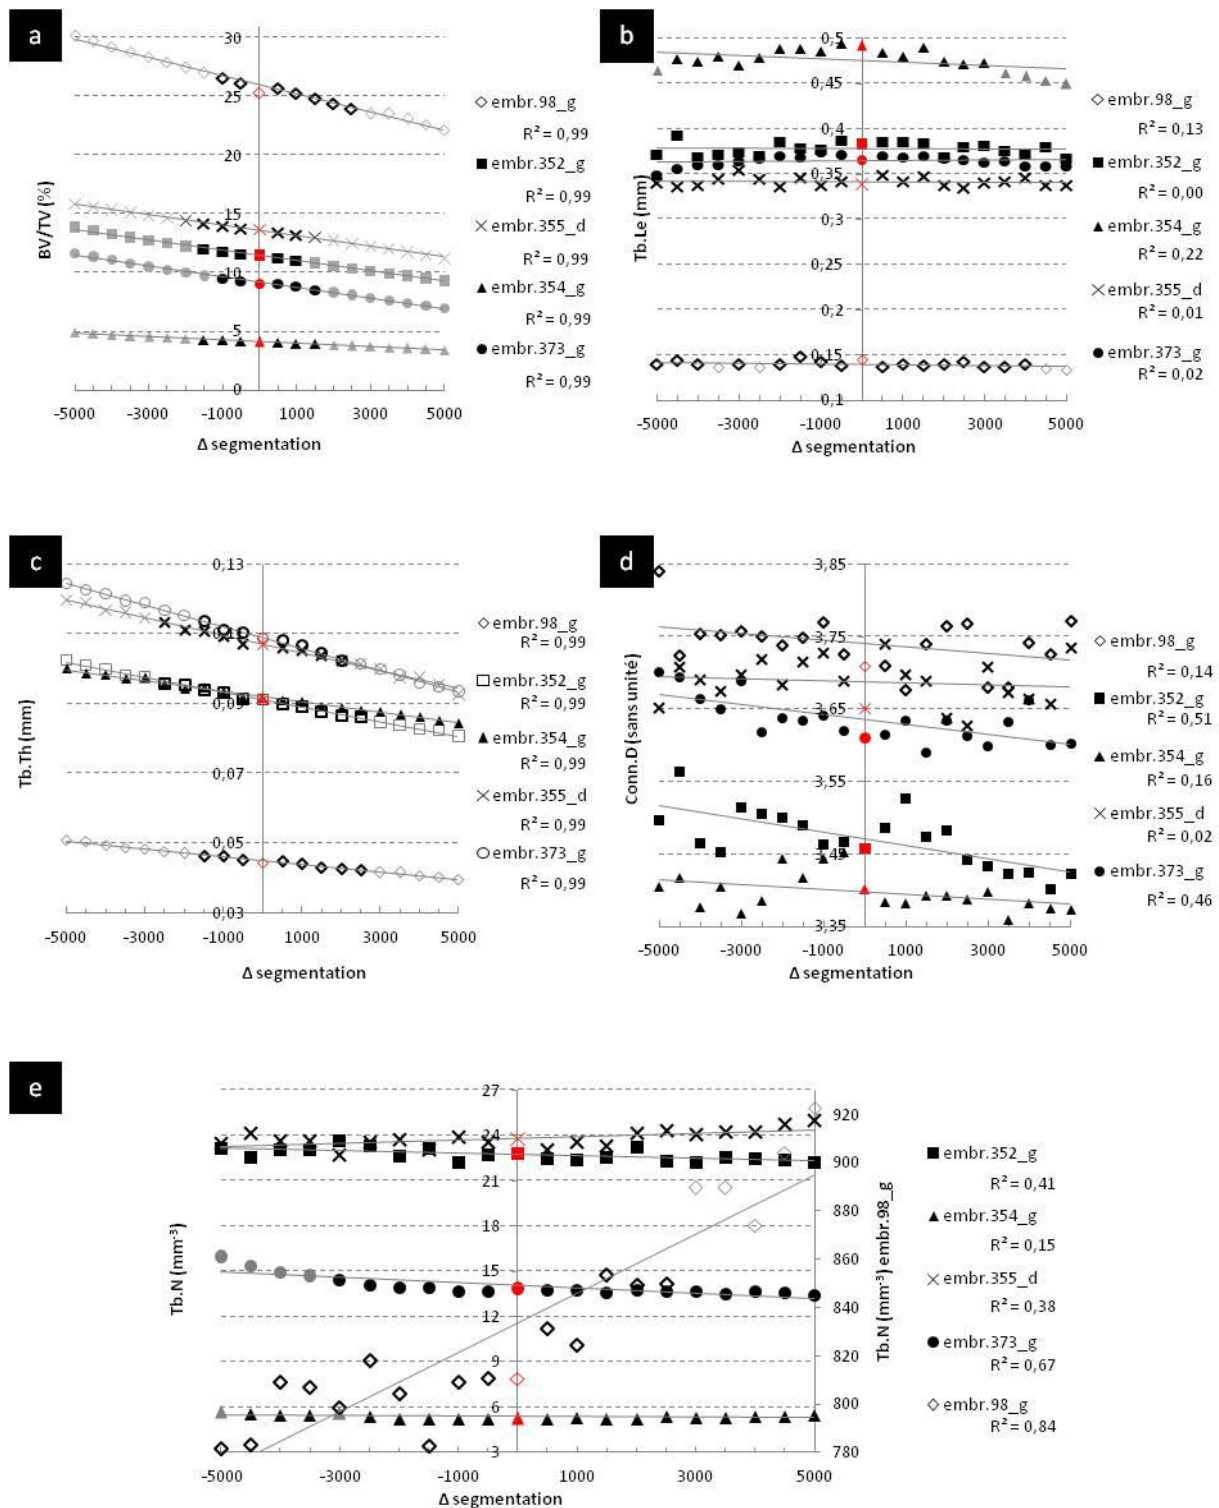 a
30
25
20
15
10
5
0
BV/TV (%)
-5000 -3000 -1000 1000 3000 5000
Δ segmentation
embr.98_g
R² = 0,99
embr.352_g
R² = 0,99
embr.355_d
R² = 0,99
embr.354_g
R² = 0,99
embr.373_g
R² = 0,99
b
0,5
0,45
0,4
0,35
0,3
0,25
0,2
0,15
0,1
Tb.Le (mm)
-5000 -3000 -1000 1000 3000 5000
Δ segmentation
embr.98_g
R² = 0,13
embr.352_g
R² = 0,00
embr.354_g
R² = 0,22
embr.355_d
R² = 0,01
embr.373_g
R² = 0,02
c
0,13
0,11
0,09
0,07
0,05
0,03
Tb.Th (mm)
-5000 -3000 -1000 1000 3000 5000
Δ segmentation
embr.98_g
R² = 0,99
embr.352_g
R² = 0,99
embr.354_g
R² = 0,99
embr.355_d
R² = 0,99
embr.373_g
R² = 0,99
d
3,85
3,75
3,65
3,55
3,45
3,35
Conn.D (sans unité)
-5000 -3000 -1000 1000 3000 5000
Δ segmentation
embr.98_g
R² = 0,14
embr.352_g
R² = 0,51
embr.354_g
R² = 0,16
embr.355_d
R² = 0,02
embr.373_g
R² = 0,46
e
27
24
21
18
15
12
9
6
3
Tb.N (mm⁻³)
920
900
880
860
840
820
800
780
Tb.N (mm⁻³) embr.98_g
-5000 -3000 -1000 1000 3000 5000
Δ segmentation
embr.352_g
R² = 0,41
embr.354_g
R² = 0,15
embr.355_d
R² = 0,38
embr.373_g
R² = 0,67
embr.98_g
R² = 0,84